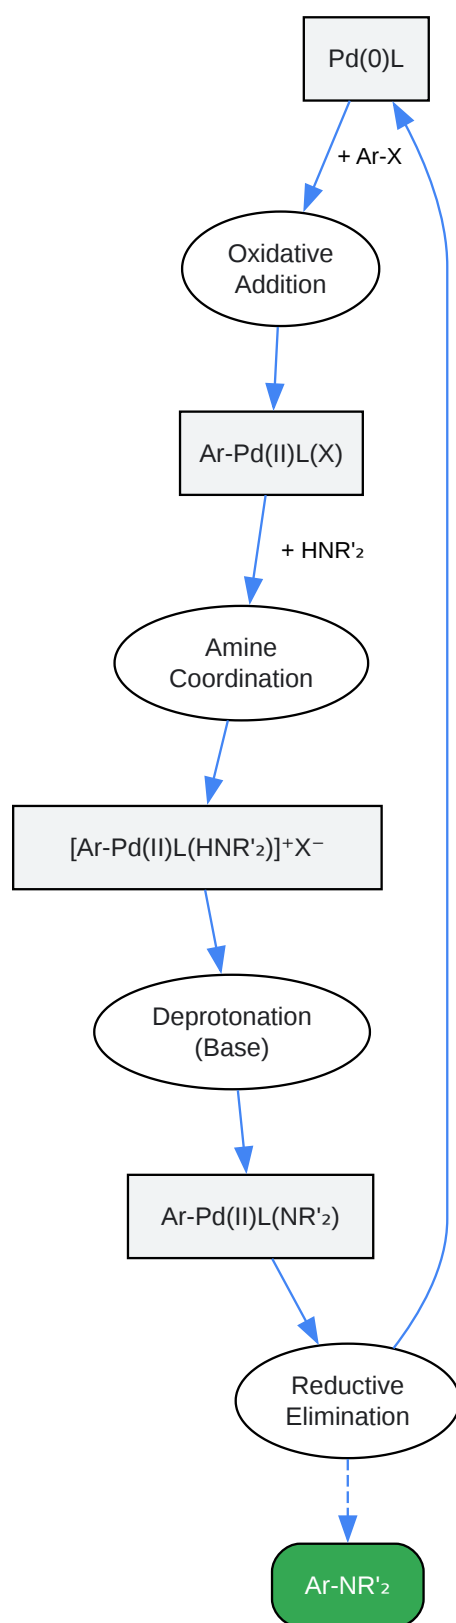 Pd(0)L
+ Ar-X
Oxidative
Addition
Ar-Pd(II)L(X)
+ HNR'₂
Amine
Coordination
[Ar-Pd(II)L(HNR'₂)]⁺X⁻
Deprotonation
(Base)
Ar-Pd(II)L(NR'₂)
Reductive
Elimination
Ar-NR'₂